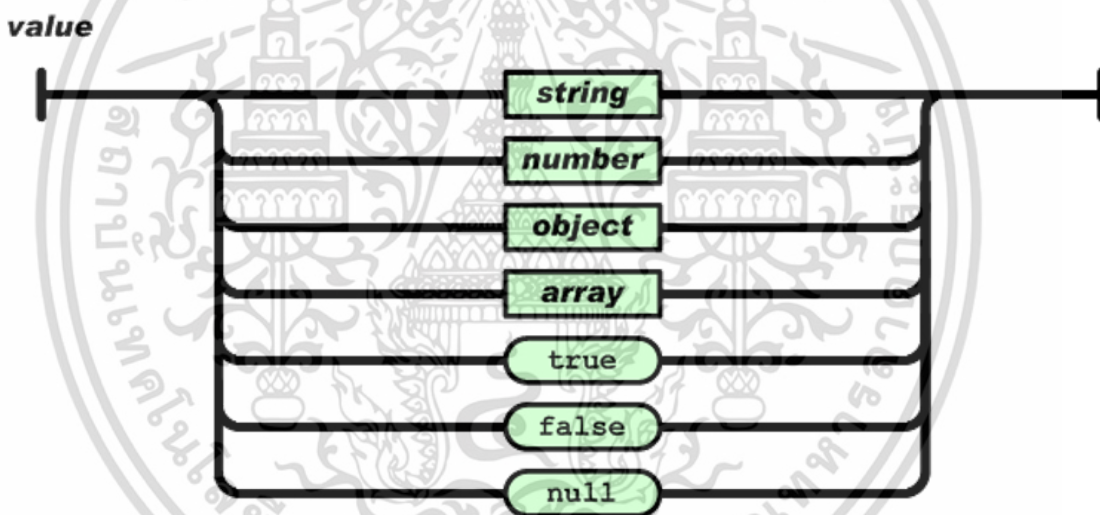 value
string
number
object
array
true
false
null